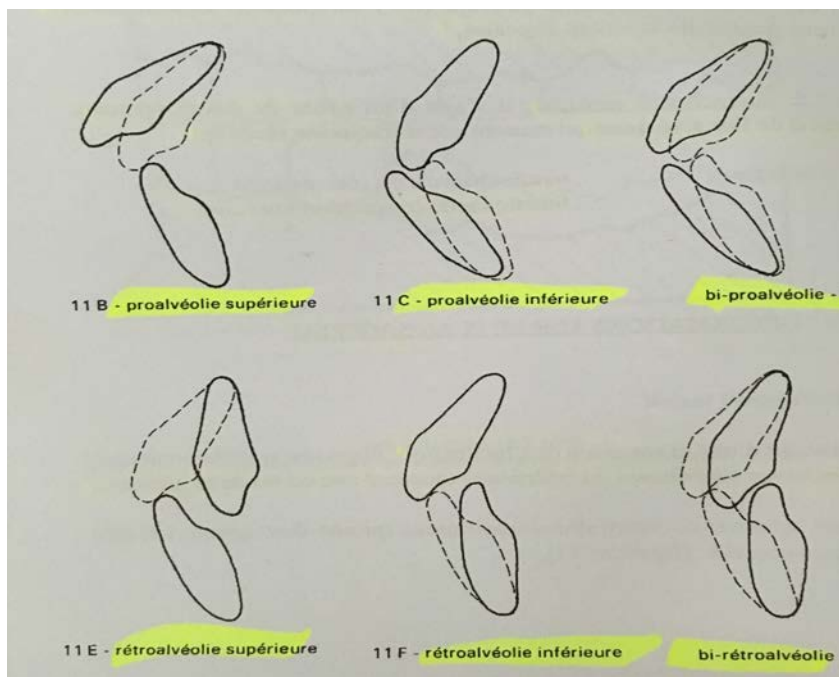 11 B - proalvéolie supérieure
11 C - proalvéolie inférieure
bi-proalvéolie -
11 E - rétroalvéolie supérieure
11 F - rétroalvéolie inférieure
bi-rétroalvéolie